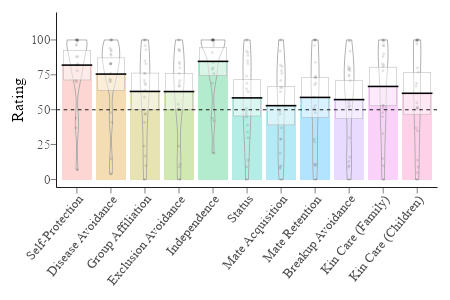 100
75
50
25
0
Rating
Self-Protection
Disease Avoidance
Group Affiliation
Exclusion Avoidance
Independence
Status
Mate Acquisition
Mate Retention
Breakup Avoidance
Kin Care (Family)
Kin Care (Children)